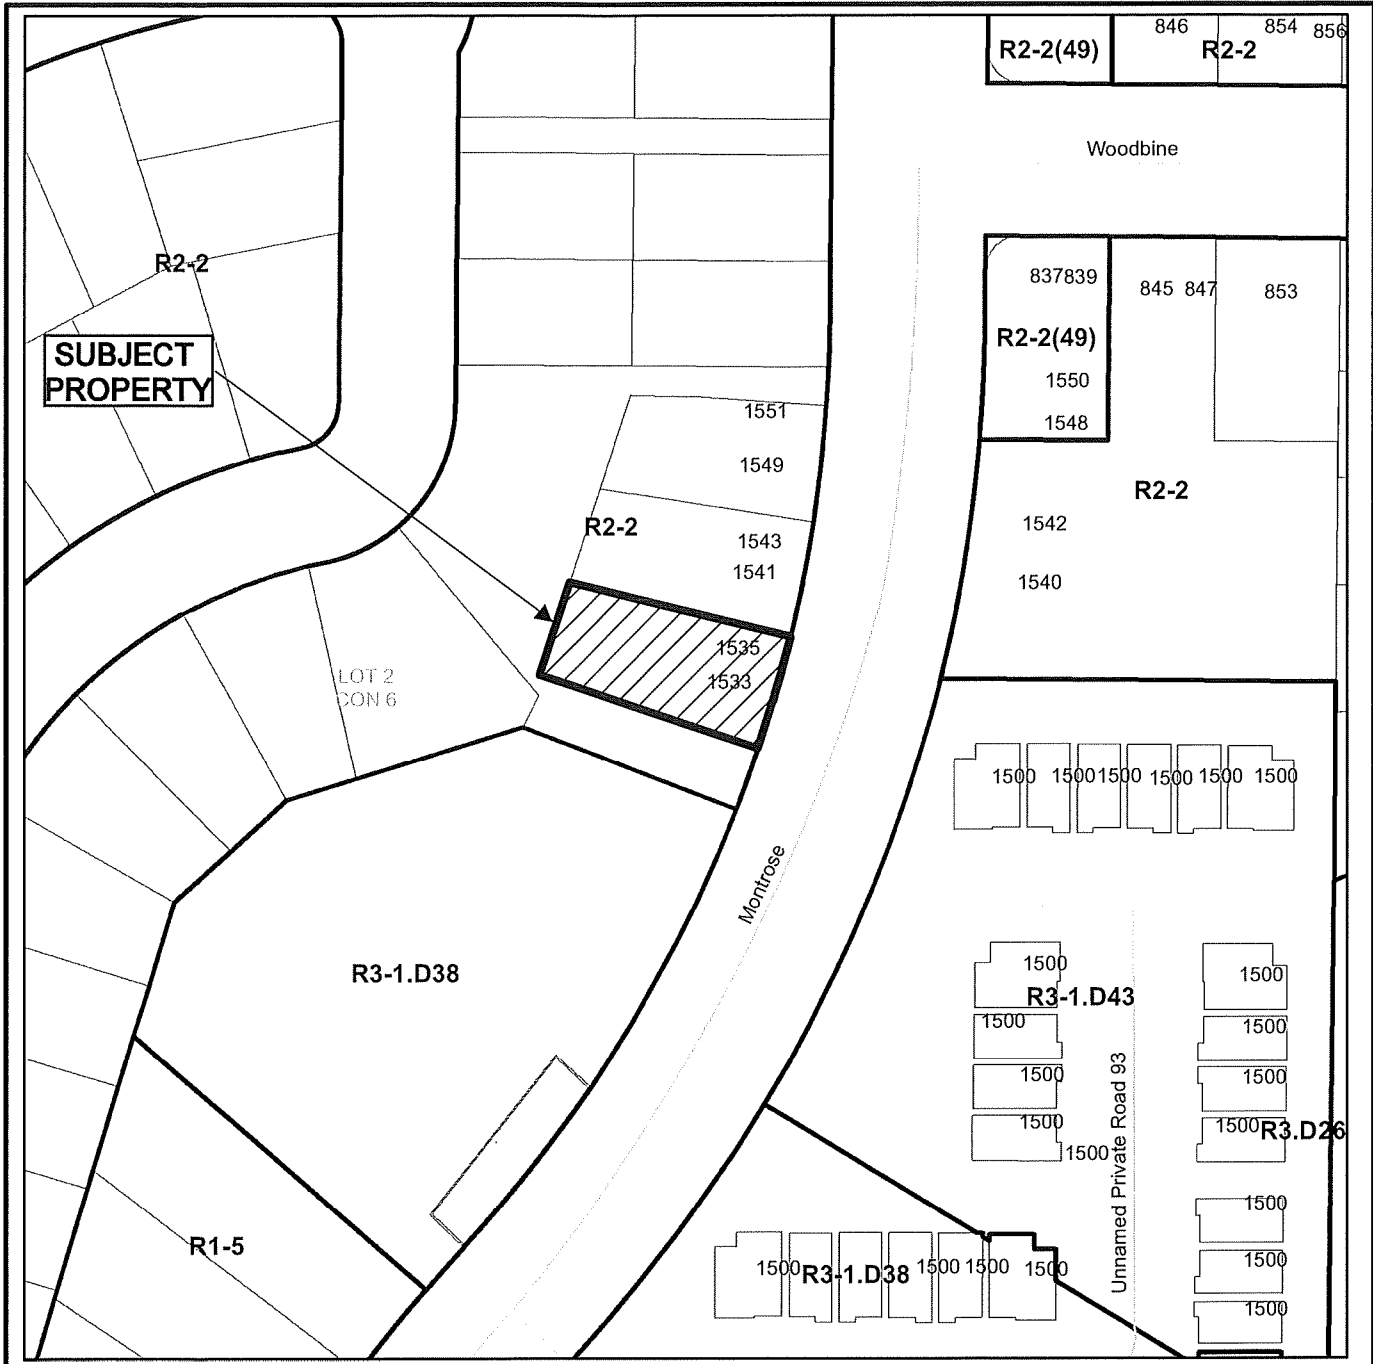 846 854 856
R2-2(49) R2-2
Woodbine
R2-2
837839
845 847 853
SUBJECT
PROPERTY
R2-2(49)
1550
1551
1548
1549
R2-2
1542
R2-2
1543
1541
1540
1535
1533
LOT 2
CON 6
1500 1500 1500 1500 1500 1500
Montrose
R3-1.D38
1500 1500
R3-1.D43
1500 1500
1500 1500
1500 1500 R3.D26
1500
Unnamed Private Road 93
1500
R1-5
1500 R3-1.D38 1500 1500 1500 1500
1500